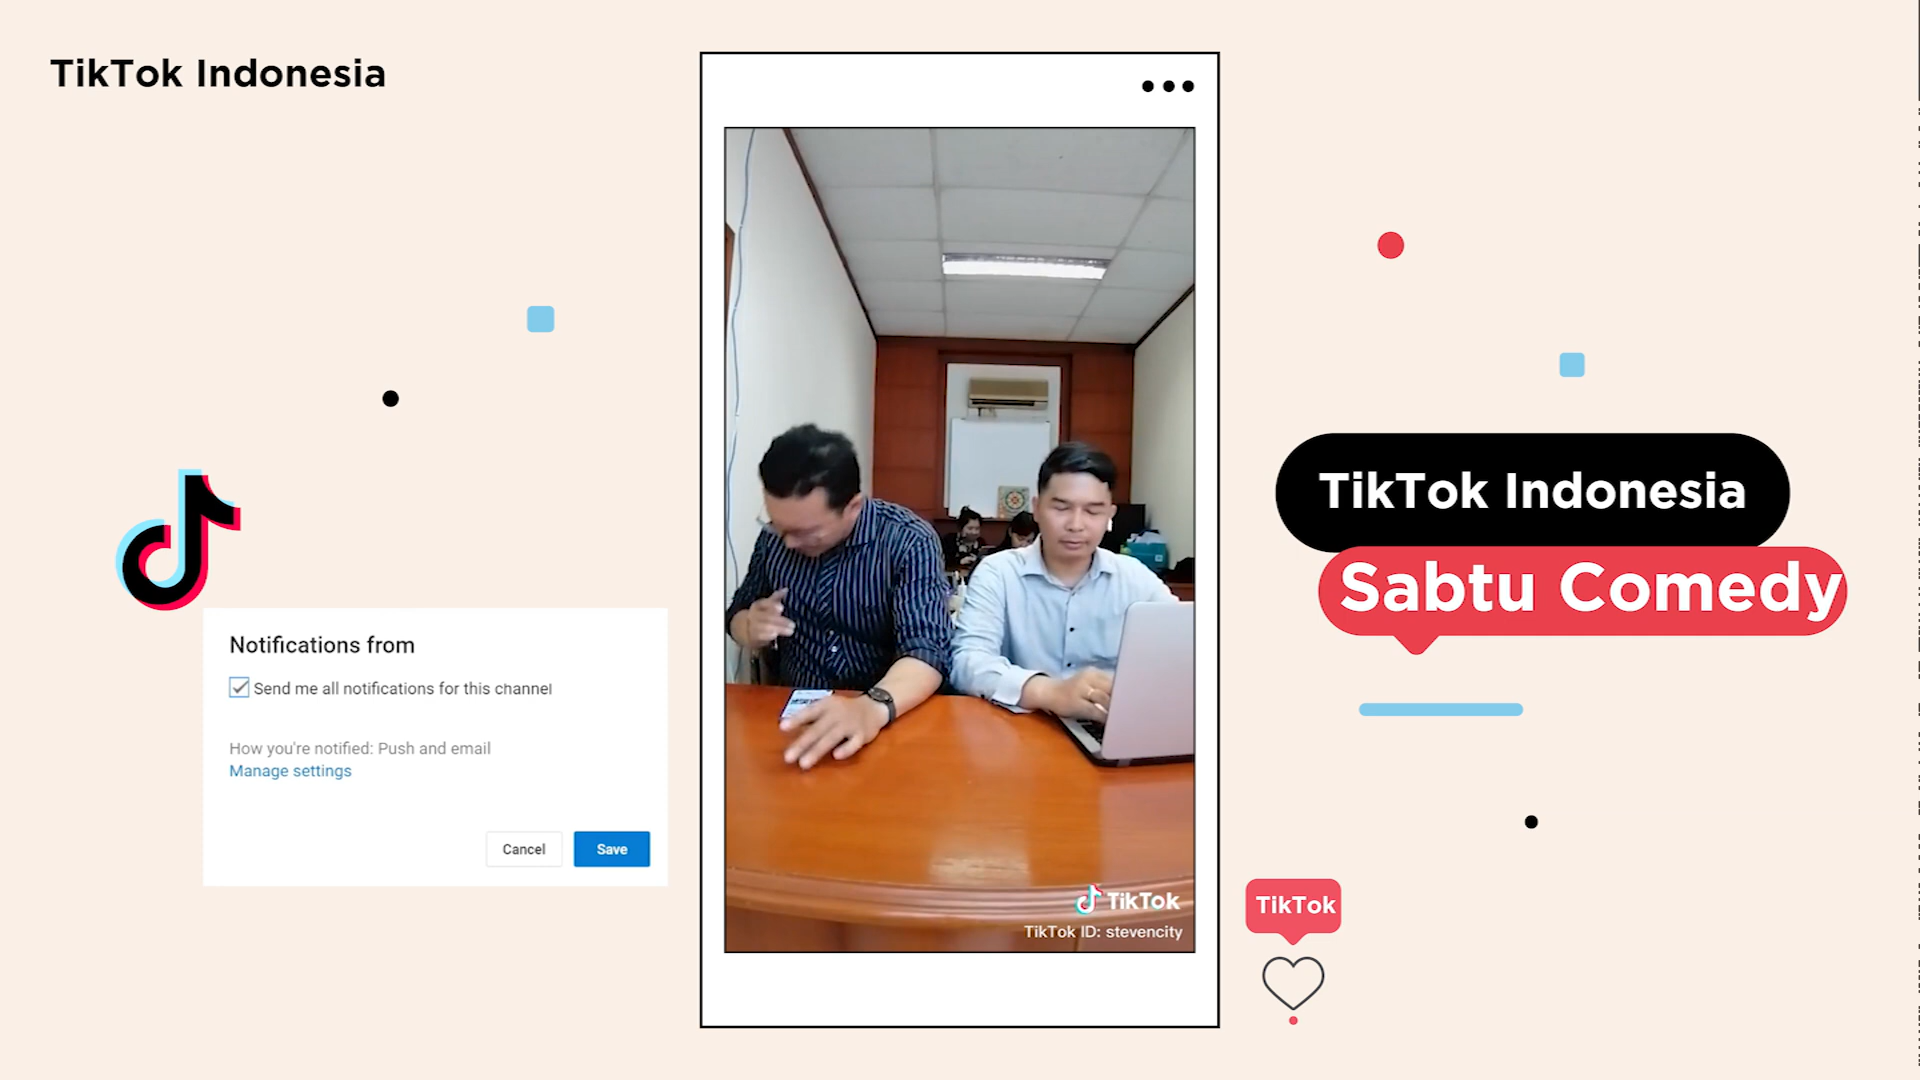 TikTok Indonesia
Notifications from
Send me all notifications for this channel
How you're notified: Push and email
Manage settings
Cancel
Save
TikTok
TikTok ID: stevencity
TikTok Indonesia
Sabtu Comedy
TikTok